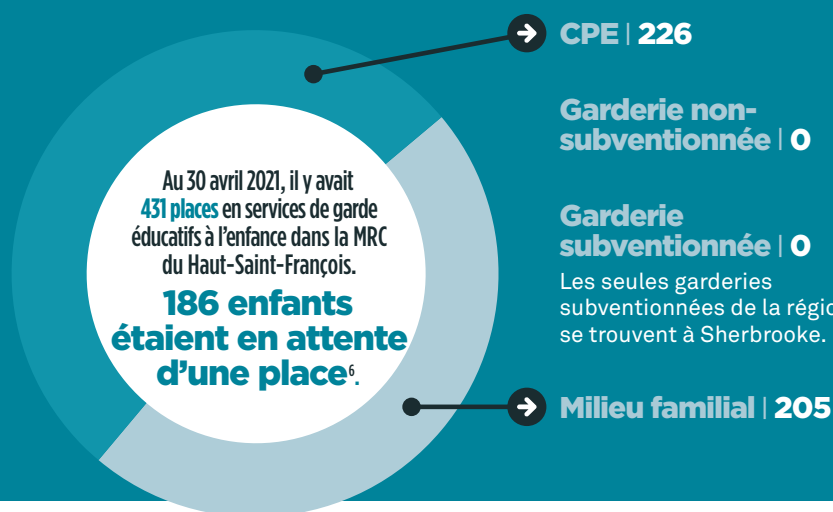 CPE | 226
Garderie non-
subventionnée | 0
Garderie
subventionnée | 0
Les seules garderies
subventionnées de la régio
se trouvent à Sherbrooke.
Milieu familial | 205
Au 30 avril 2021, il y avait
431 places en services de garde
éducatifs à l'enfance dans la MRC
du Haut-Saint-François.
186 enfants
étaient en attente
d'une place⁶.